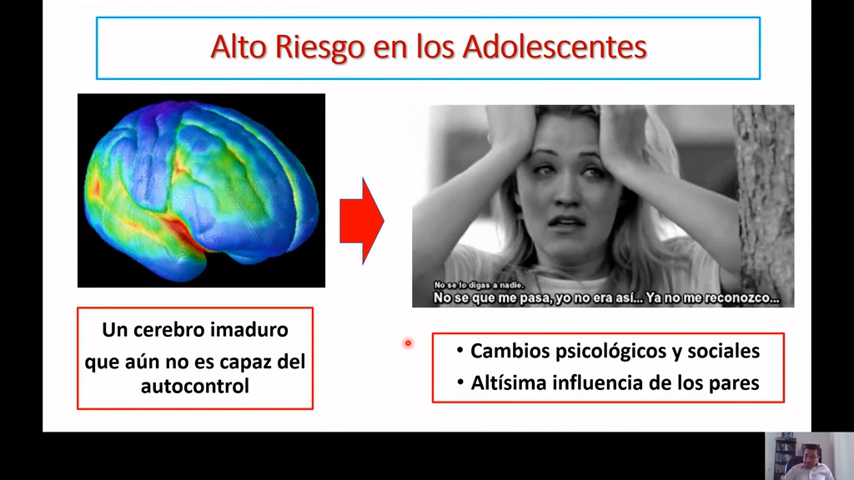 Alto Riesgo en los Adolescentes
No se lo digas a nadie.
No se que me pasa, yo no era así... Ya no me reconozco...
Un cerebro imaduro
que aún no es capaz del
autocontrol
• Cambios psicológicos y sociales
• Altísima influencia de los pares